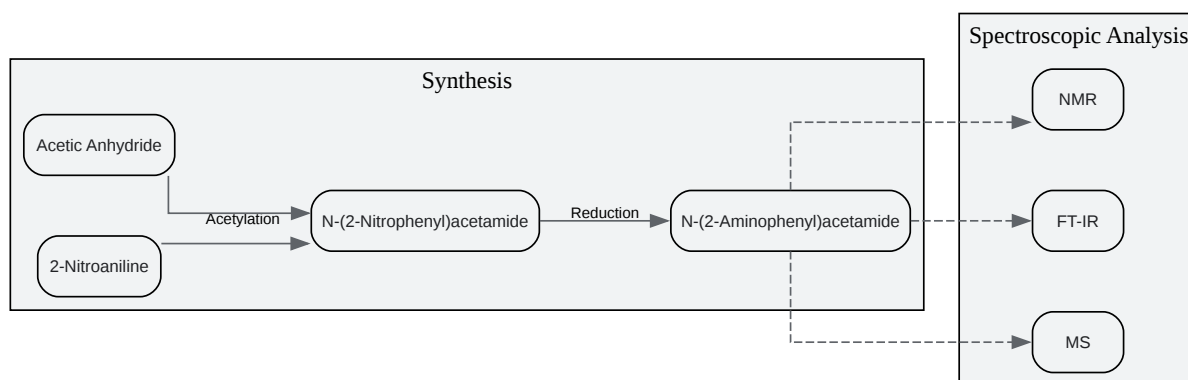 Spectroscopic Analysis
Synthesis
NMR
Acetic Anhydride
Acetylation
N-(2-Nitrophenyl)acetamide
Reduction
N-(2-Aminophenyl)acetamide
FT-IR
2-Nitroaniline
MS